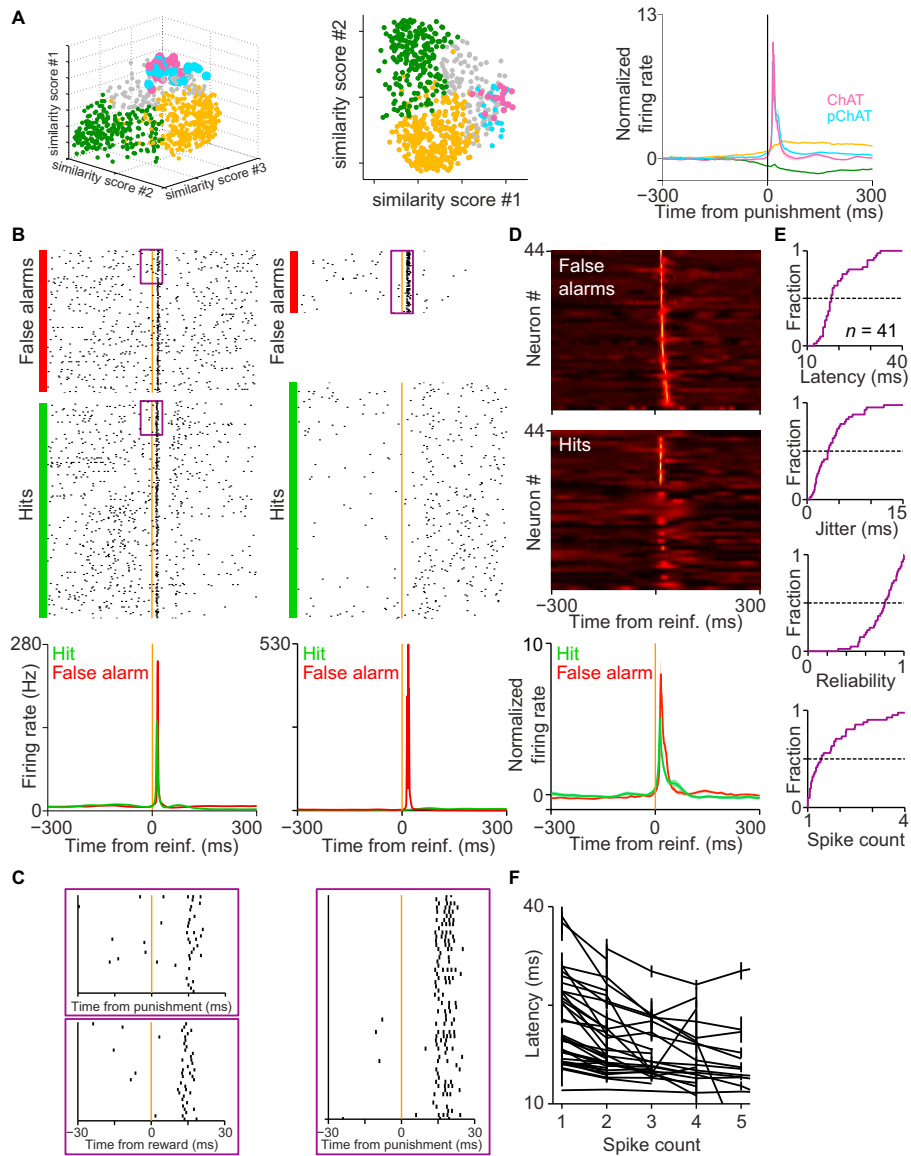 A
similarity score #1
similarity score #2
similarity score #3
similarity score #2
similarity score #1
13
Normalized
firing rate
0
ChAT
pChAT
−300
0
300
Time from punishment (ms)
B
False alarms
Hits
False alarms
Hits
280
Firing rate (Hz)
0
Hit
False alarm
−300
0
300
Time from reinf. (ms)
530
Hit
False alarm
−300
0
300
Time from reinf. (ms)
C
Time from punishment (ms)
−30
0
30
Time from reward (ms)
−30
0
30
Time from punishment (ms)
D
44
Neuron #
False
alarms
44
Neuron #
Hits
−300
300
Time from reinf. (ms)
10
Normalized
firing rate
0
Hit
False alarm
−300
0
300
Time from reinf. (ms)
E
1
Fraction
0
n = 41
10
40
Latency (ms)
1
Fraction
0
0
15
Jitter (ms)
1
Fraction
0
0
1
Reliability
1
Fraction
0
1
4
Spike count
F
40
Latency (ms)
10
1
2
3
4
5
Spike count